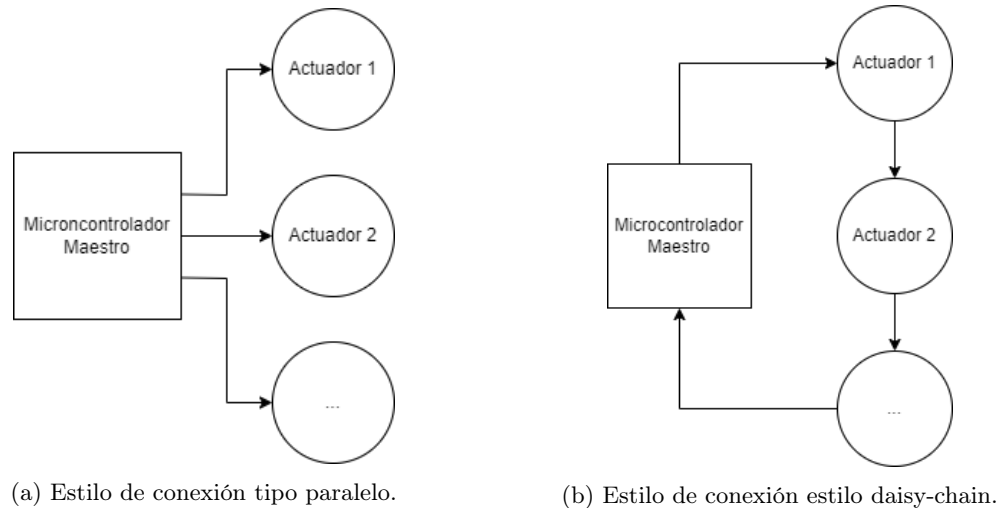 Actuador 1
Microncontrolador
Maestro
Actuador 2
...
(a) Estilo de conexión tipo paralelo.
Actuador 1
Microcontrolador
Maestro
Actuador 2
...
(b) Estilo de conexión estilo daisy-chain.